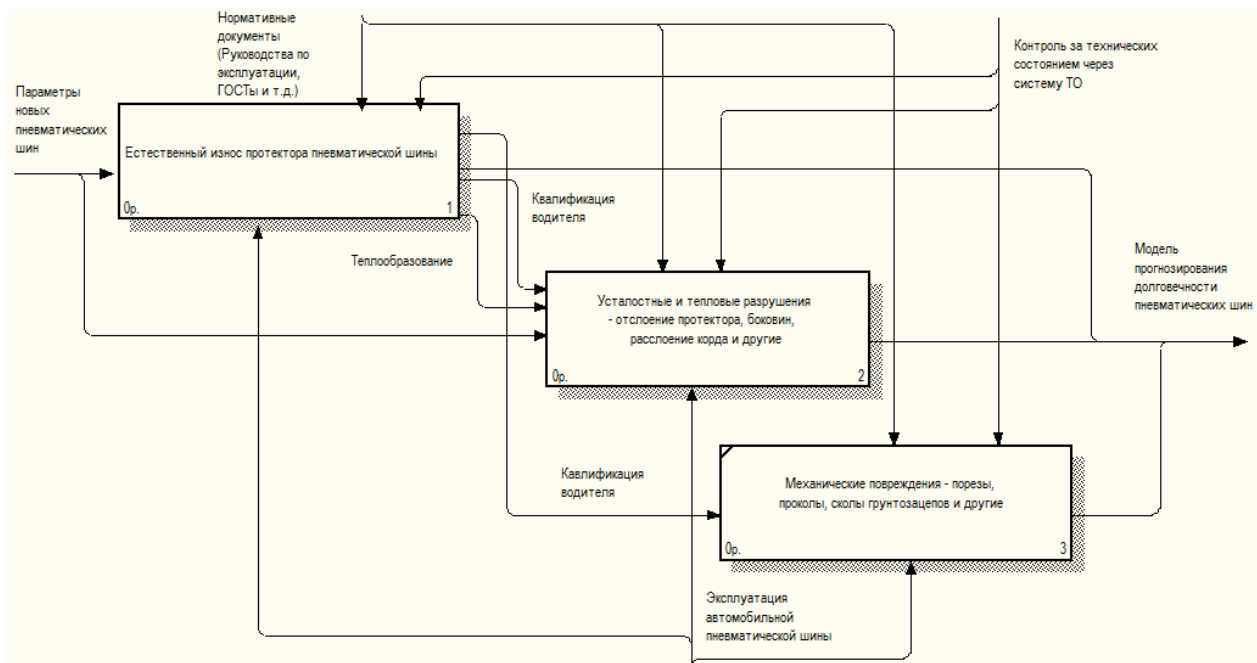 Нормативные
документы
(Руководства по
эксплуатации,
ГОСТы и т.д.)
Контроль за технических
состоянием через
систему ТО
Параметры
новых
пневматических
шин
Естественный износ протектора пневматической шины
0р.
1
Квалификация
водителя
Теплообразование
Усталостные и тепловые разрушения
- отслоение протектора, боковин,
расслоение корда и другие
0р.
2
Модель
прогнозирования
долговечности
пневматических шин
Кавлификация
водителя
Механические повреждения - порезы,
проколы, сколы грунтозацепов и другие
0р.
3
Эксплуатация
автомобильной
пневматической шины